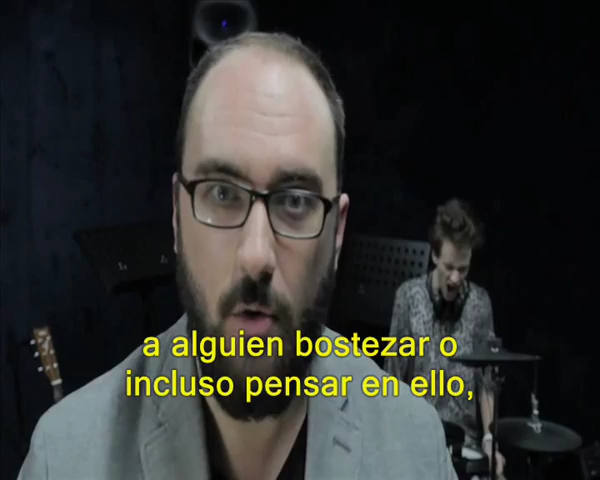 a alguien bostezar o
incluso pensar en ello,